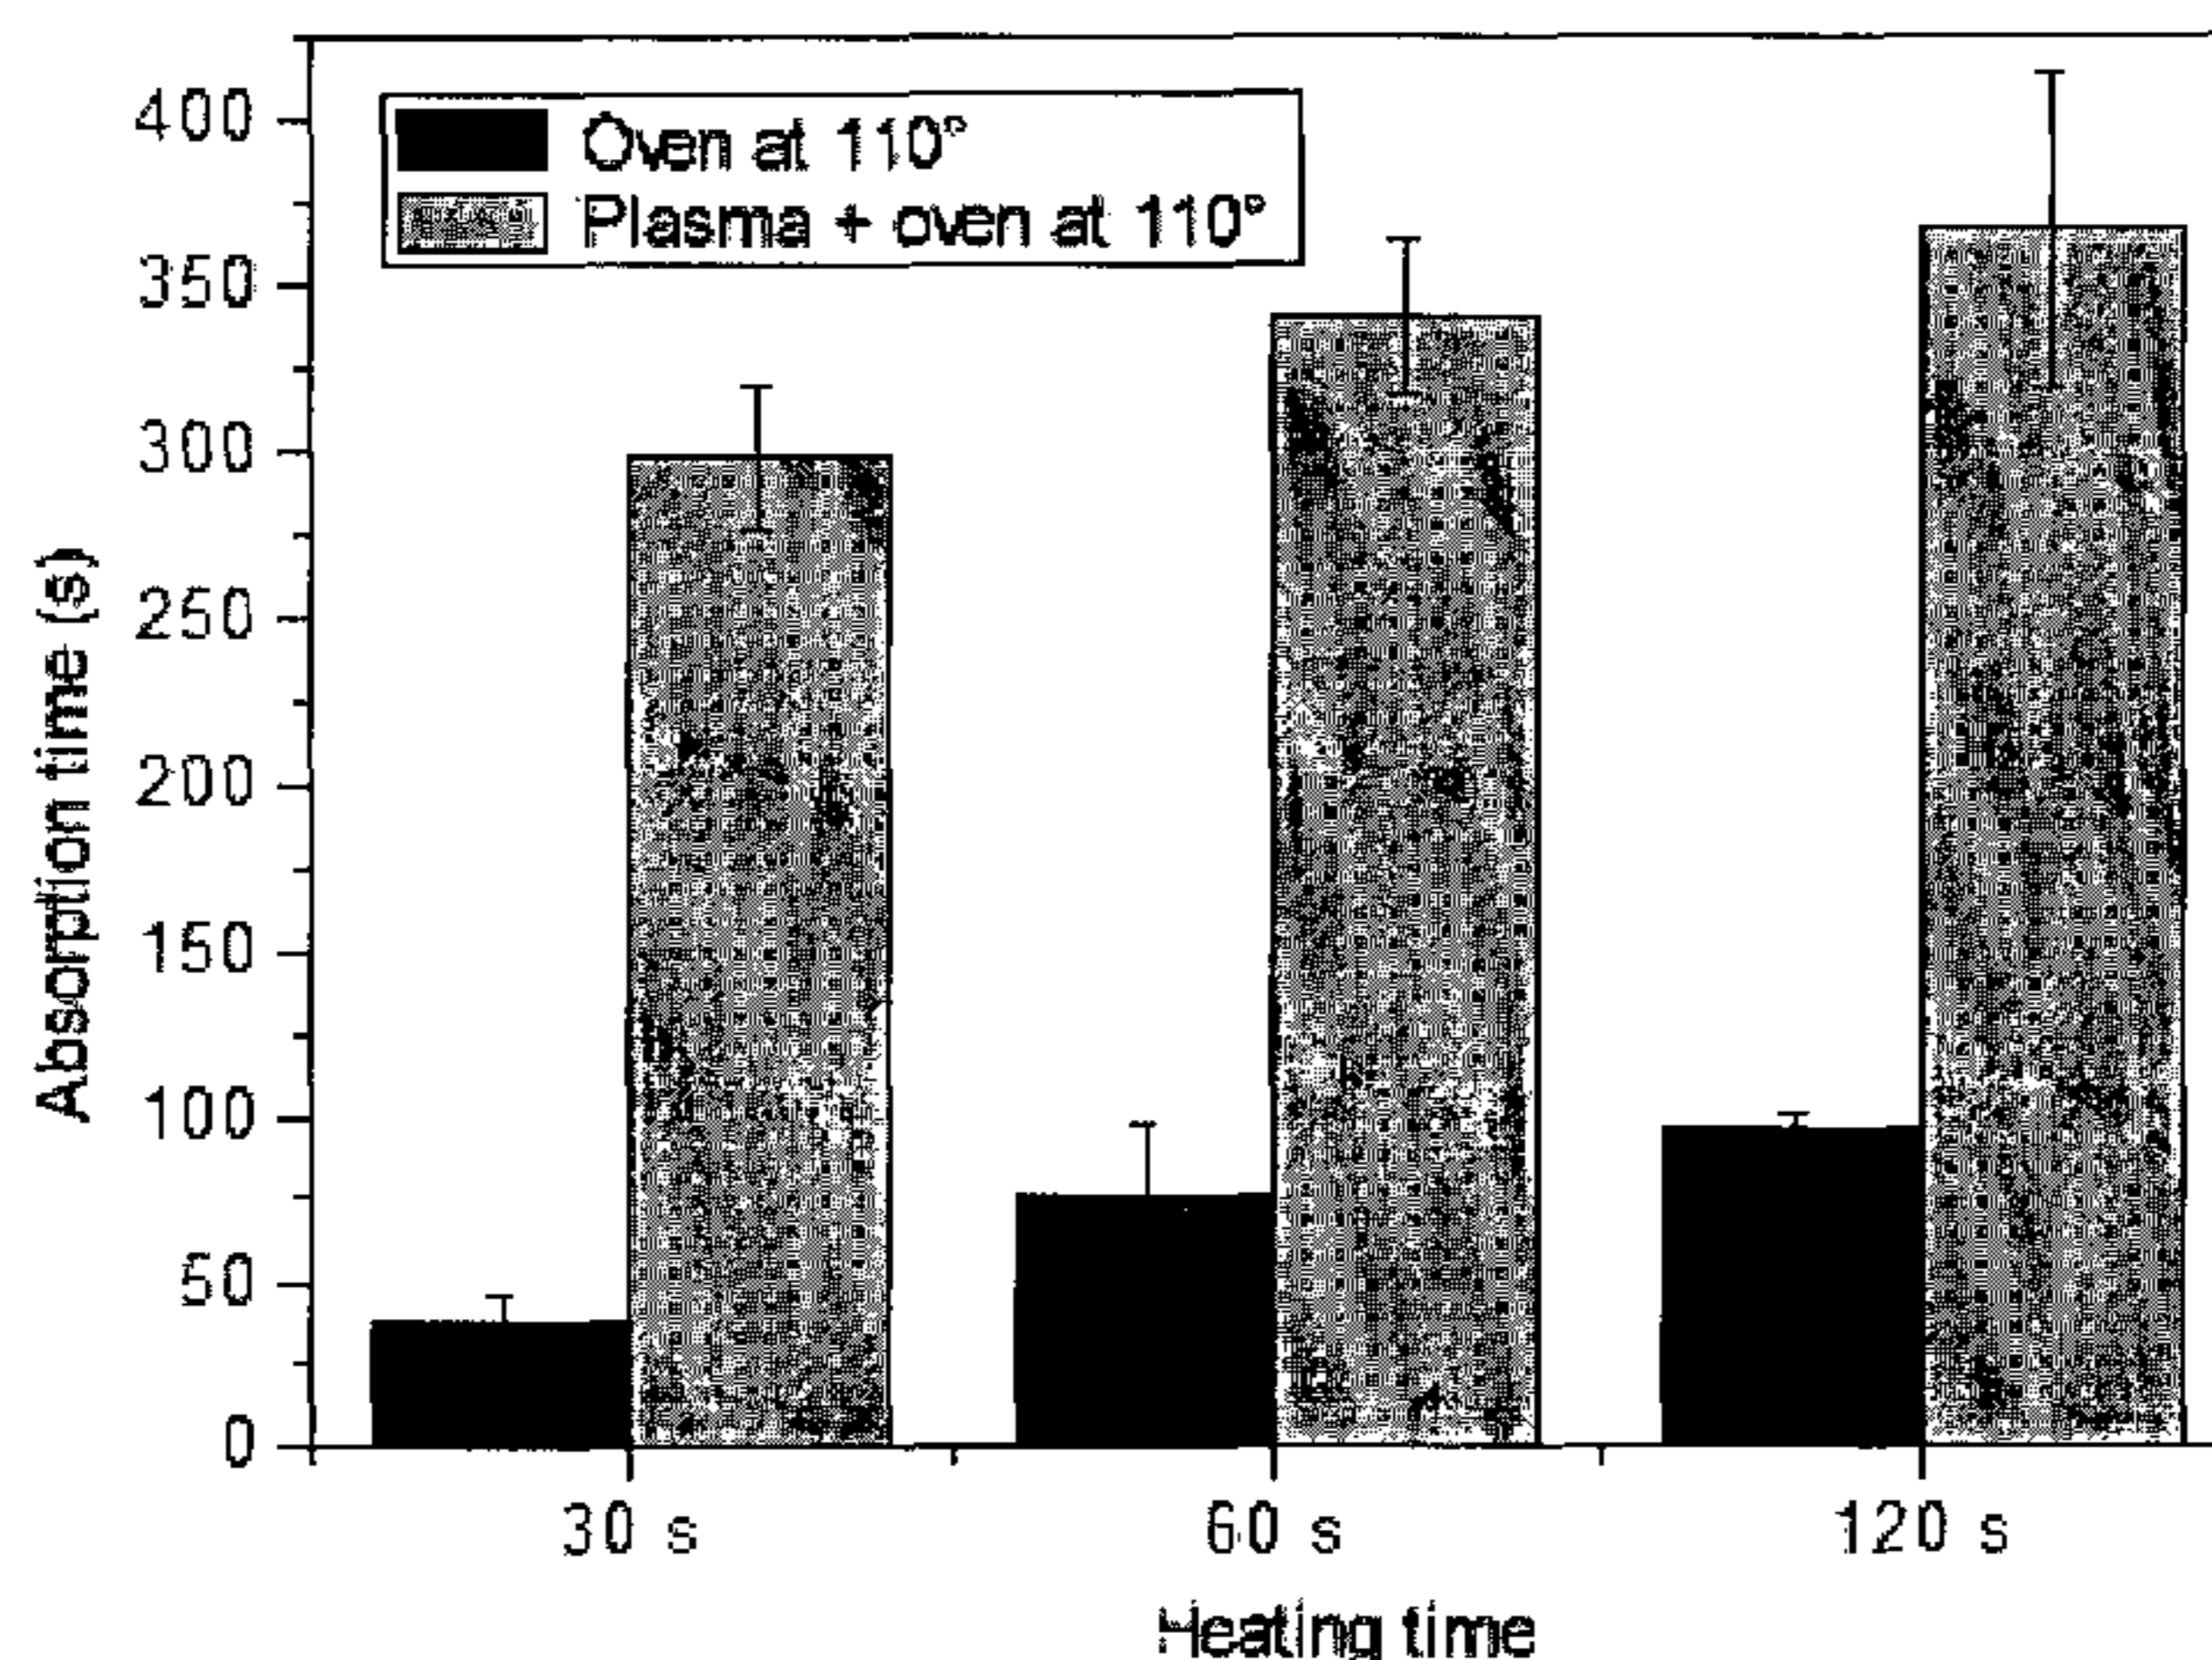 Oven at 110°
Plasma + oven at 110°
400
350
300
250
200
150
100
50
0
Absorption time (s)
30 s
60 s
120 s
Heating time